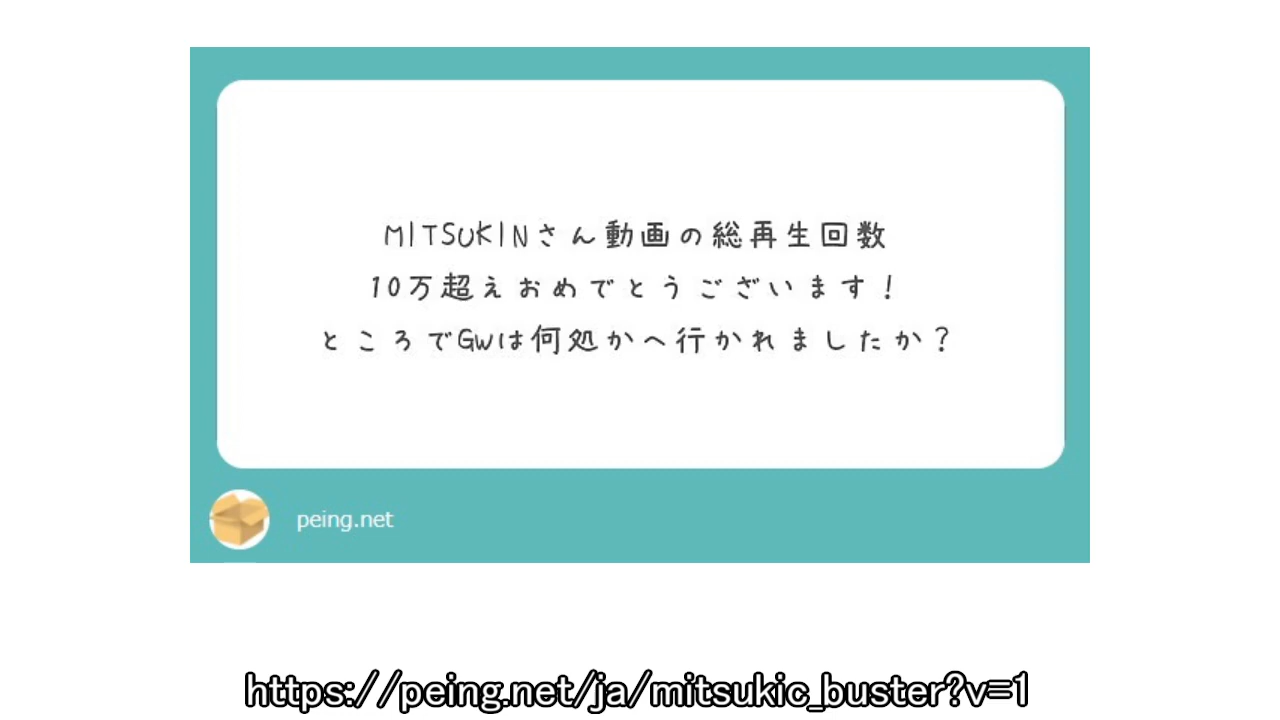 MITSUKINさん動画の総再生回数
10万超えおめでとうございます！
ところでGWは何処かへ行かれましたか？
peing.net
https://peing.net/ja/mitsukic_buster?v=1